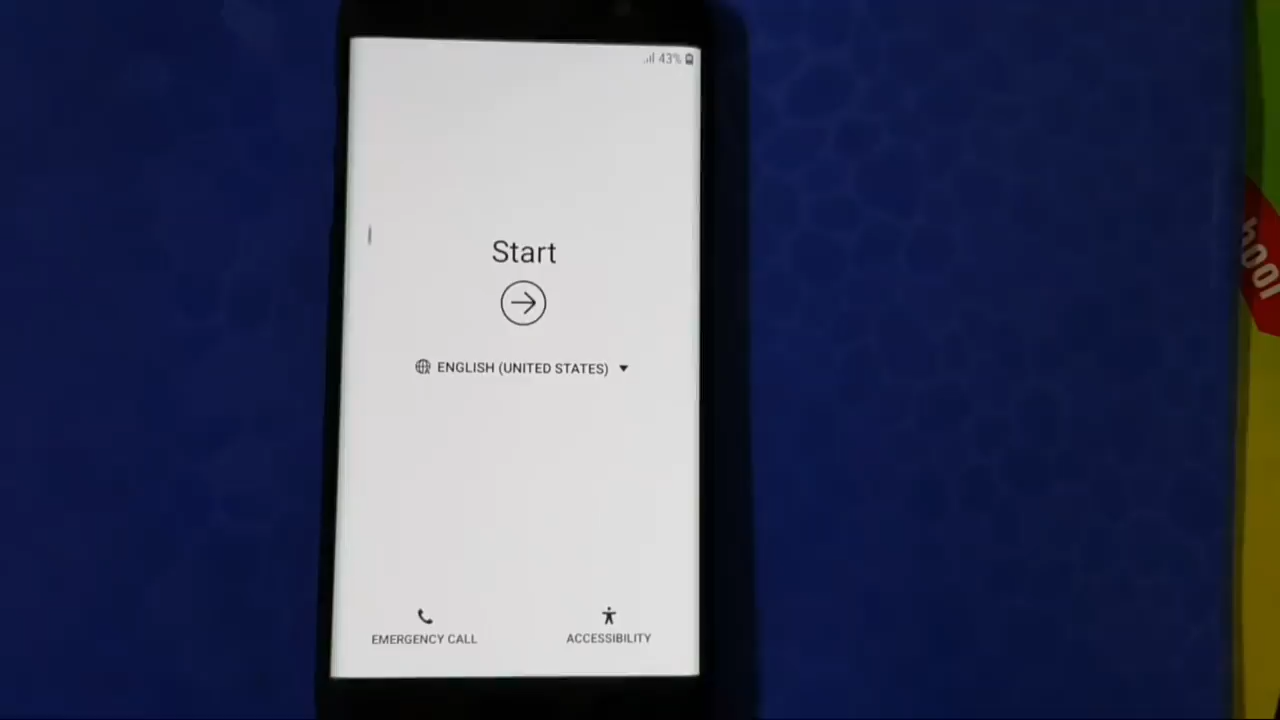 43%
Start
ENGLISH (UNITED STATES)
EMERGENCY CALL
ACCESSIBILITY